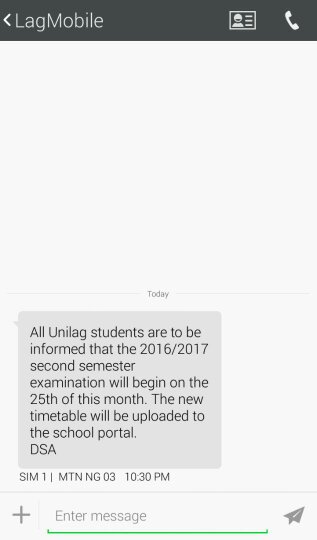 LagMobile
Today
All Unilag students are to be
informed that the 2016/2017
second semester
examination will begin on the
25th of this month. The new
timetable will be uploaded to
the school portal.
DSA
SIM 1 | MTN NG 03 10:30 PM
Enter message